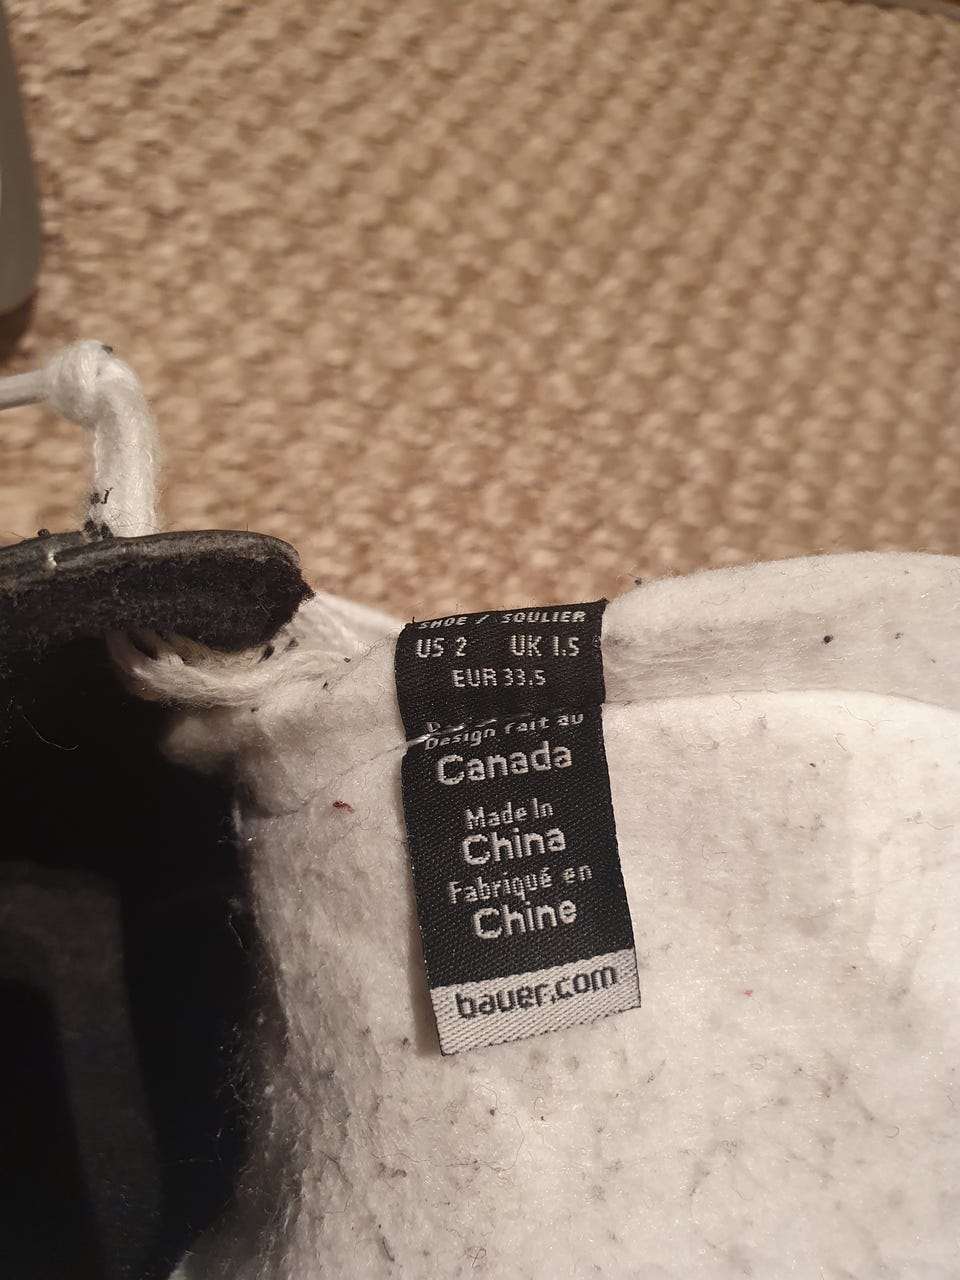 SHOE / SOULIER
US 2 UK 1.5
EUR 33.5
Design fait au
Canada
Made In
China
Fabriqué en
Chine
bauer.com